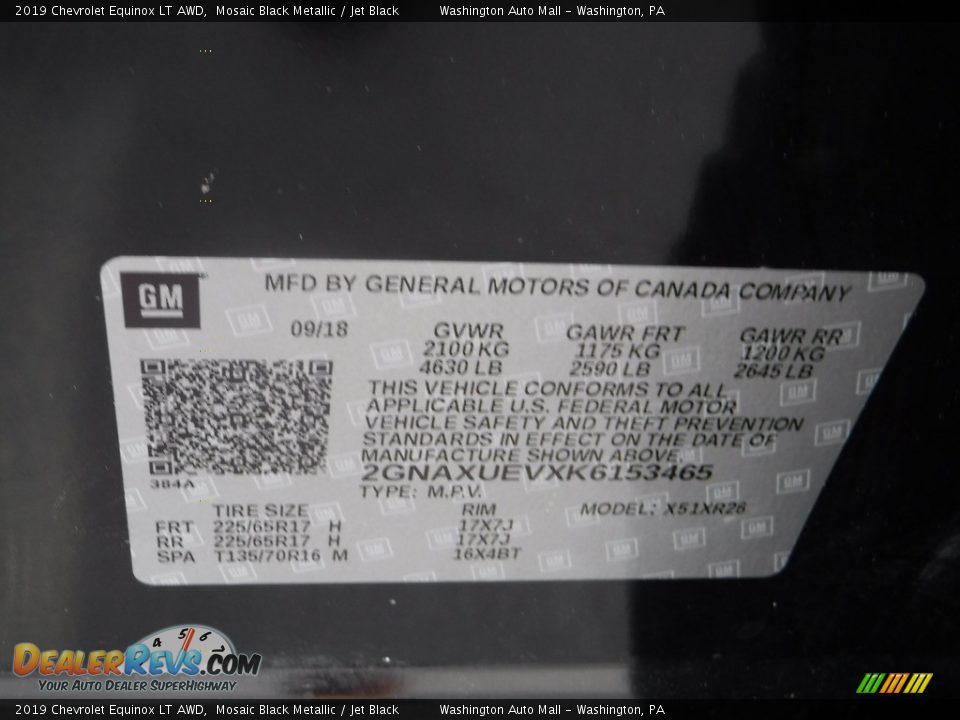 2019 Chevrolet Equinox LT AWD, Mosaic Black Metallic / Jet Black Washington Auto Mall - Washington, PA
GM
MFD BY GENERAL MOTORS OF CANADA COMPANY
09/18 GVWR GAWR FRT GAWR RR
2100 KG 1175 KG 1200 KG
4630 LB 2590 LB 2645 LB
THIS VEHICLE CONFORMS TO ALL
APPLICABLE U.S. FEDERAL MOTOR
VEHICLE SAFETY AND THEFT PREVENTION
STANDARDS IN EFFECT ON THE DATE OF
MANUFACTURE SHOWN ABOVE.
2GNAXUEVXK6153465
384A
TYPE: M.P.V. MODEL: X51XR26
TIRE SIZE RIM
FRT 225/65R17 H 17X7J
RR 225/65R17 H 17X7J
SPA T135/70R16 M 16X4BT
4 5 6
DEALERREVS.COM
YOUR AUTO DEALER SUPERHIGHWAY
2019 Chevrolet Equinox LT AWD, Mosaic Black Metallic / Jet Black Washington Auto Mall - Washington, PA